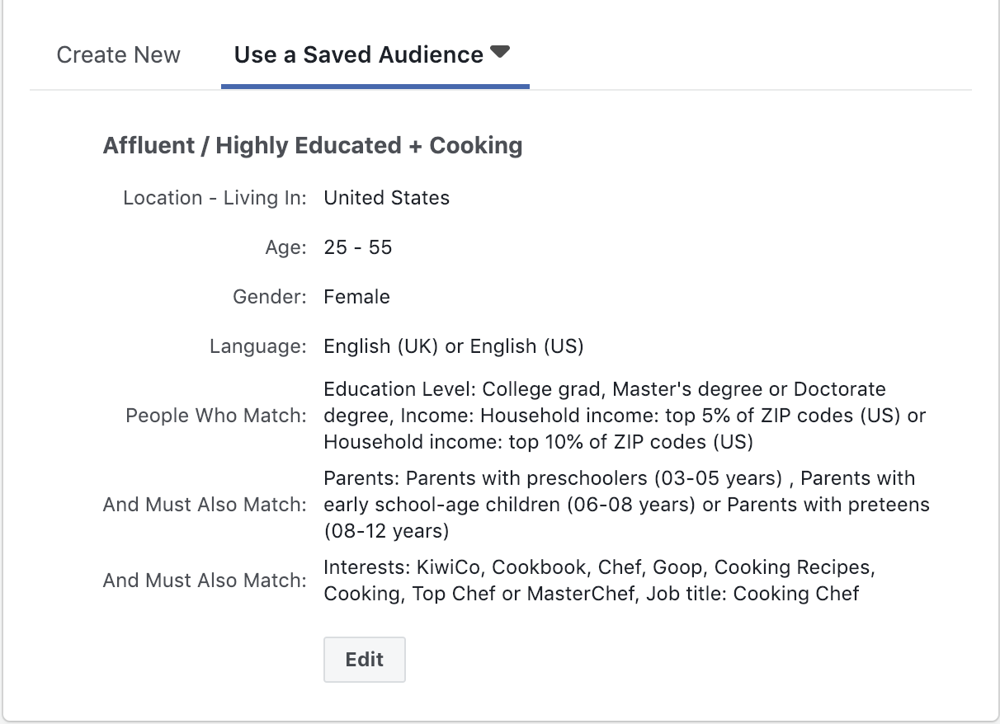 Create New
Use a Saved Audience
Affluent / Highly Educated + Cooking
Location - Living In: United States
Age: 25 - 55
Gender: Female
Language: English (UK) or English (US)
People Who Match: Education Level: College grad, Master's degree or Doctorate
degree, Income: Household income: top 5% of ZIP codes (US) or
Household income: top 10% of ZIP codes (US)
And Must Also Match: Parents: Parents with preschoolers (03-05 years) , Parents with
early school-age children (06-08 years) or Parents with preteens
(08-12 years)
And Must Also Match: Interests: KiwiCo, Cookbook, Chef, Goop, Cooking Recipes,
Cooking, Top Chef or MasterChef, Job title: Cooking Chef
Edit